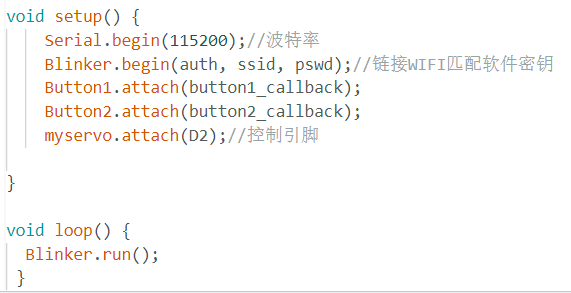 void setup() {
Serial.begin(115200);//波特率
Blinker.begin(auth, ssid, pswd);//链接WIFI匹配软件密钥
Button1.attach(button1_callback);
Button2.attach(button2_callback);
myservo.attach(D2);//控制引脚
}
void loop() {
Blinker.run();
}